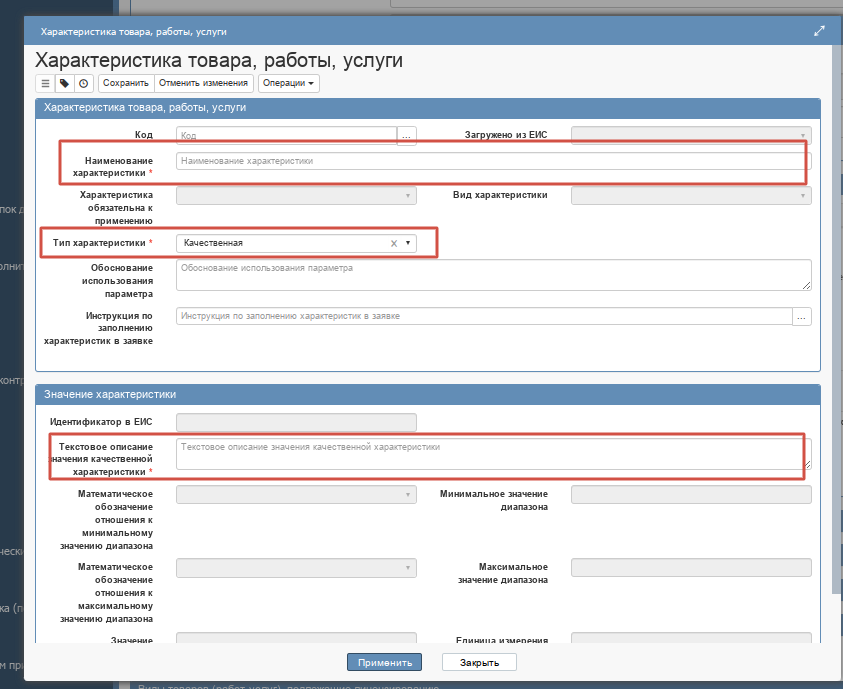 Характеристика товара, работы, услуги
Характеристика товара, работы, услуги
Сохранить Отменить изменения Операции
Характеристика товара, работы, услуги
Код Код ... Загружено из ЕИС
Наименование характеристики * Наименование характеристики
Характеристика обязательна к применению Вид характеристики
Тип характеристики * Качественная x
Обоснование использования параметра Обоснование использования параметра
Инструкция по заполнению характеристик в заявке Инструкция по заполнению характеристик в заявке ...
Значение характеристики
Идентификатор в ЕИС
Текстовое описание значения качественной характеристики * Текстовое описание значения качественной характеристики
Математическое обозначение отношения к минимальному значению диапазона Минимальное значение диапазона
Математическое обозначение отношения к максимальному значению диапазона Максимальное значение диапазона
Значение Единица измерения
Применить Закрыть